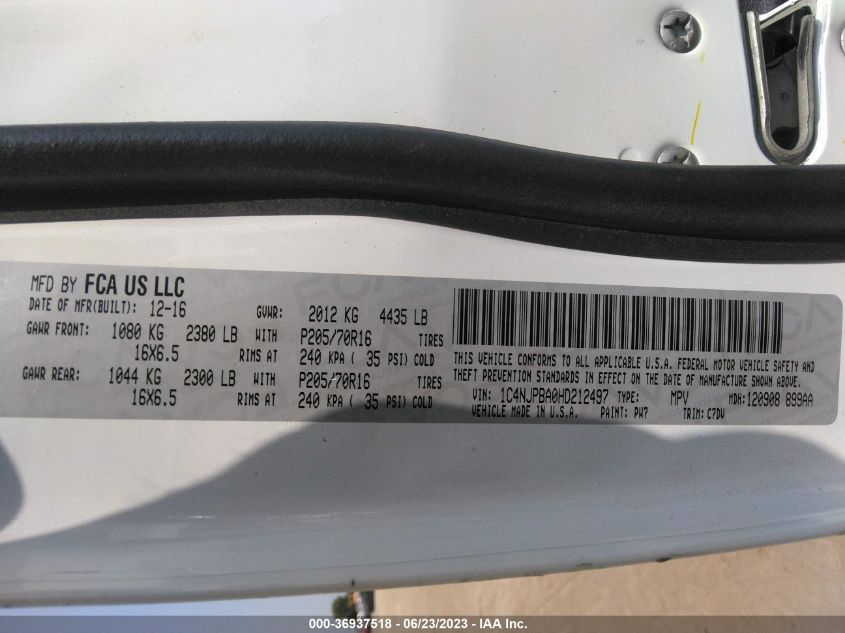 MFD BY FCA US LLC
DATE OF MFR(BUILT): 12-16 GVWR: 2012 KG 4435 LB
GAWR FRONT: 1080 KG 2380 LB WITH P205/70R16 TIRES
16X6.5 RIMS AT 240 KPA ( 35 PSI) COLD
GAWR REAR: 1044 KG 2300 LB WITH P205/70R16 TIRES
16X6.5 RIMS AT 240 KPA ( 35 PSI) COLD
THIS VEHICLE CONFORMS TO ALL APPLICABLE U.S.A. FEDERAL MOTOR VEHICLE SAFETY AND
THEFT PREVENTION STANDARDS IN EFFECT ON THE DATE OF MANUFACTURE SHOWN ABOVE.
VIN: 1C4NJPBA0HD212497 TYPE: MPV MDH:120908 899AA
VEHICLE MADE IN U.S.A. PAINT: PW7 TRIM: C7DV
000-36937518 - 06/23/2023 - IAA Inc.